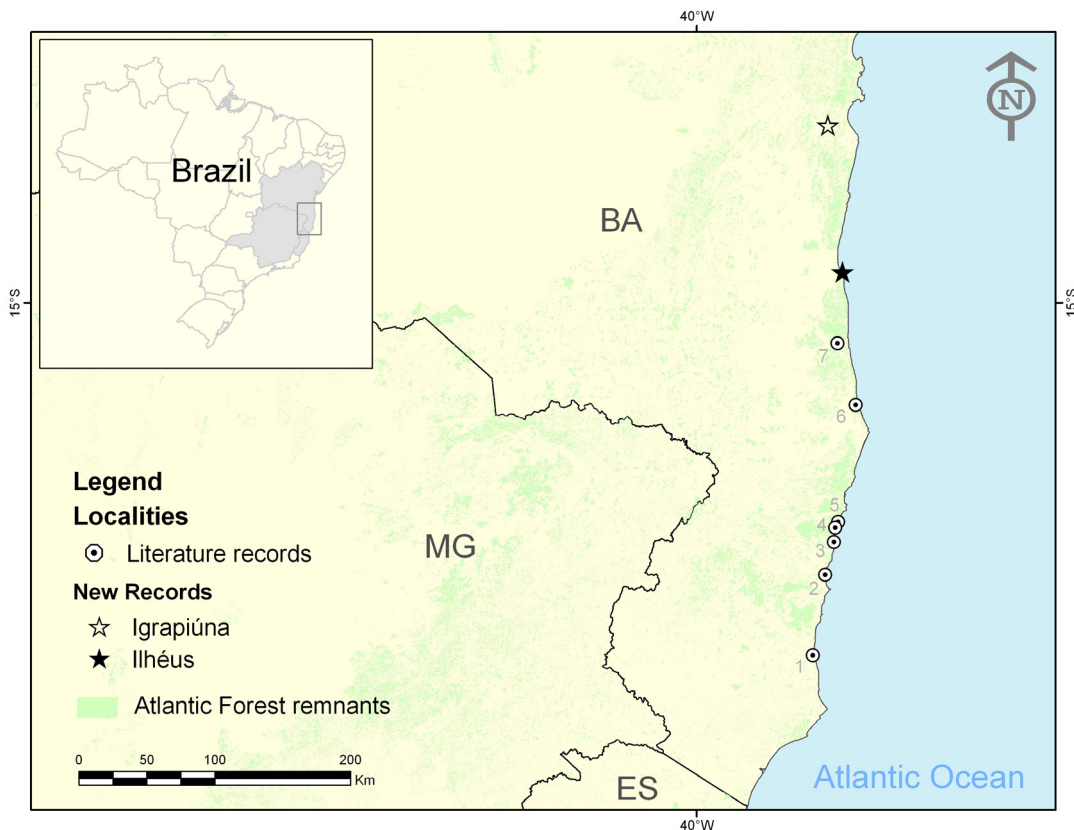 40°W
Brazil
N
BA
15°S
15°S
7
6
Legend
Localities
Literature records
New Records
Igrapiúna
Ilhéus
Atlantic Forest remnants
0 50 100 200
Km
MG
5
4
3
2
1
ES
Atlantic Ocean
40°W